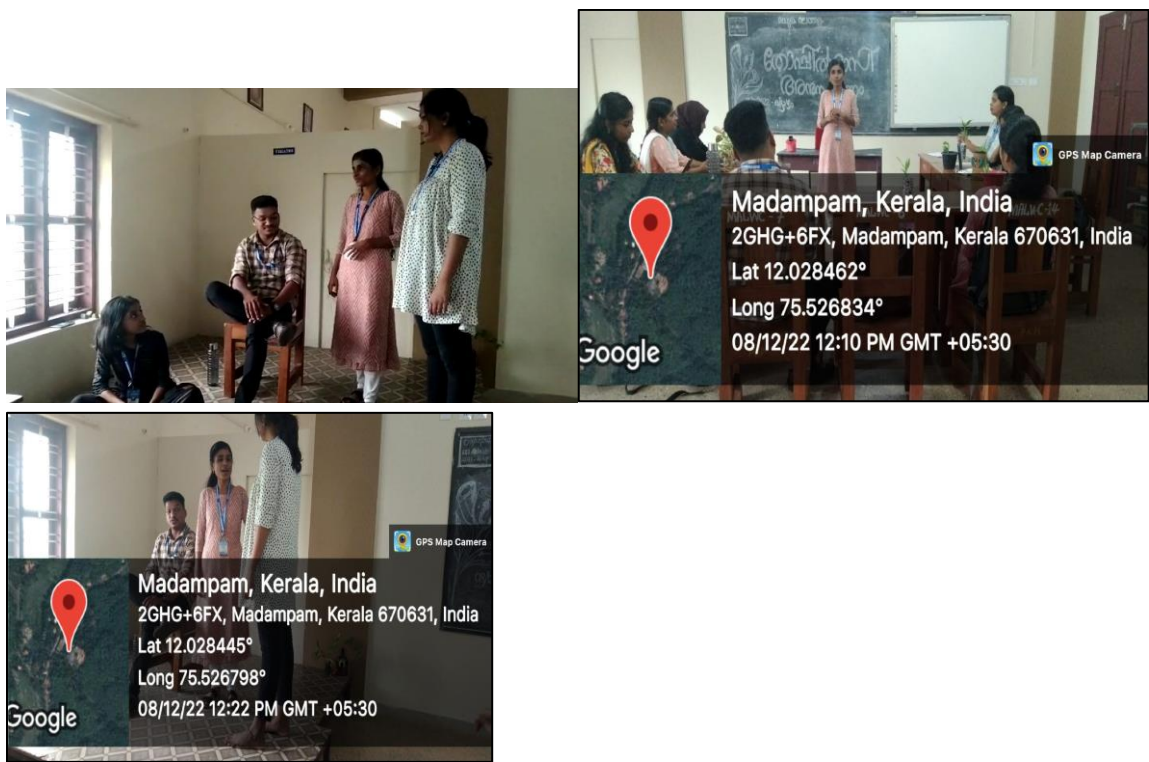 തോപ്പിൽ ഭാസി
GPS Map Camera
Madampam, Kerala, India
2GHG+6FX, Madampam, Kerala 670631, India
Lat 12.028462°
Long 75.526834°
08/12/22 12:10 PM GMT +05:30
Google
GPS Map Camera
Madampam, Kerala, India
2GHG+6FX, Madampam, Kerala 670631, India
Lat 12.028445°
Long 75.526798°
08/12/22 12:22 PM GMT +05:30
Google